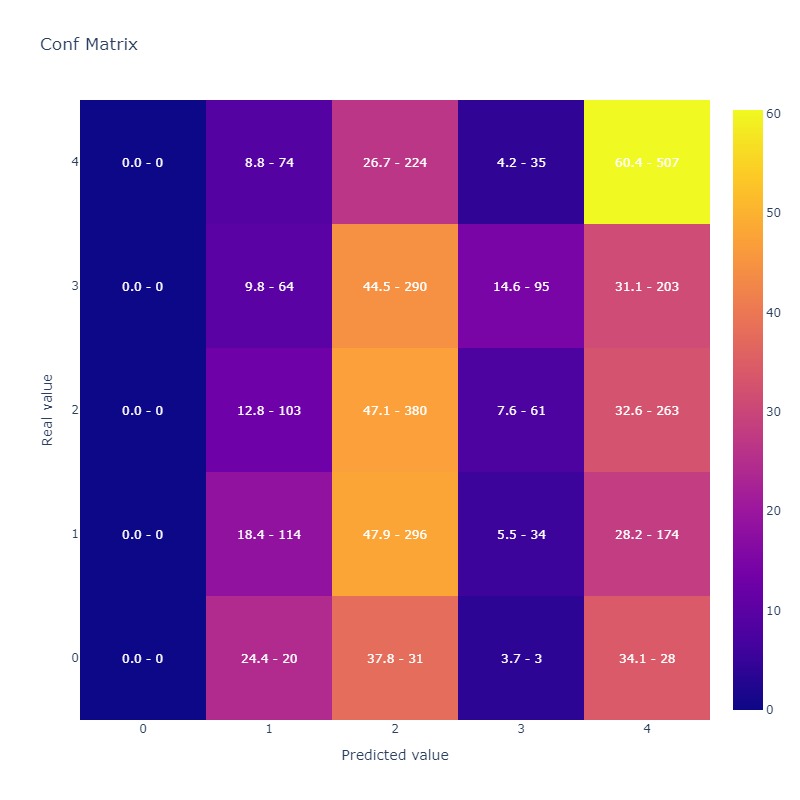 Conf Matrix
60
4 0.0 - 0 8.8 - 74 26.7 - 224 4.2 - 35 60.4 - 507
50
3 0.0 - 0 9.8 - 64 44.5 - 290 14.6 - 95 31.1 - 203
40
Real value
2 0.0 - 0 12.8 - 103 47.1 - 380 7.6 - 61 32.6 - 263
30
20
1 0.0 - 0 18.4 - 114 47.9 - 296 5.5 - 34 28.2 - 174
10
0 0.0 - 0 24.4 - 20 37.8 - 31 3.7 - 3 34.1 - 28
0
0 1 2 3 4
Predicted value